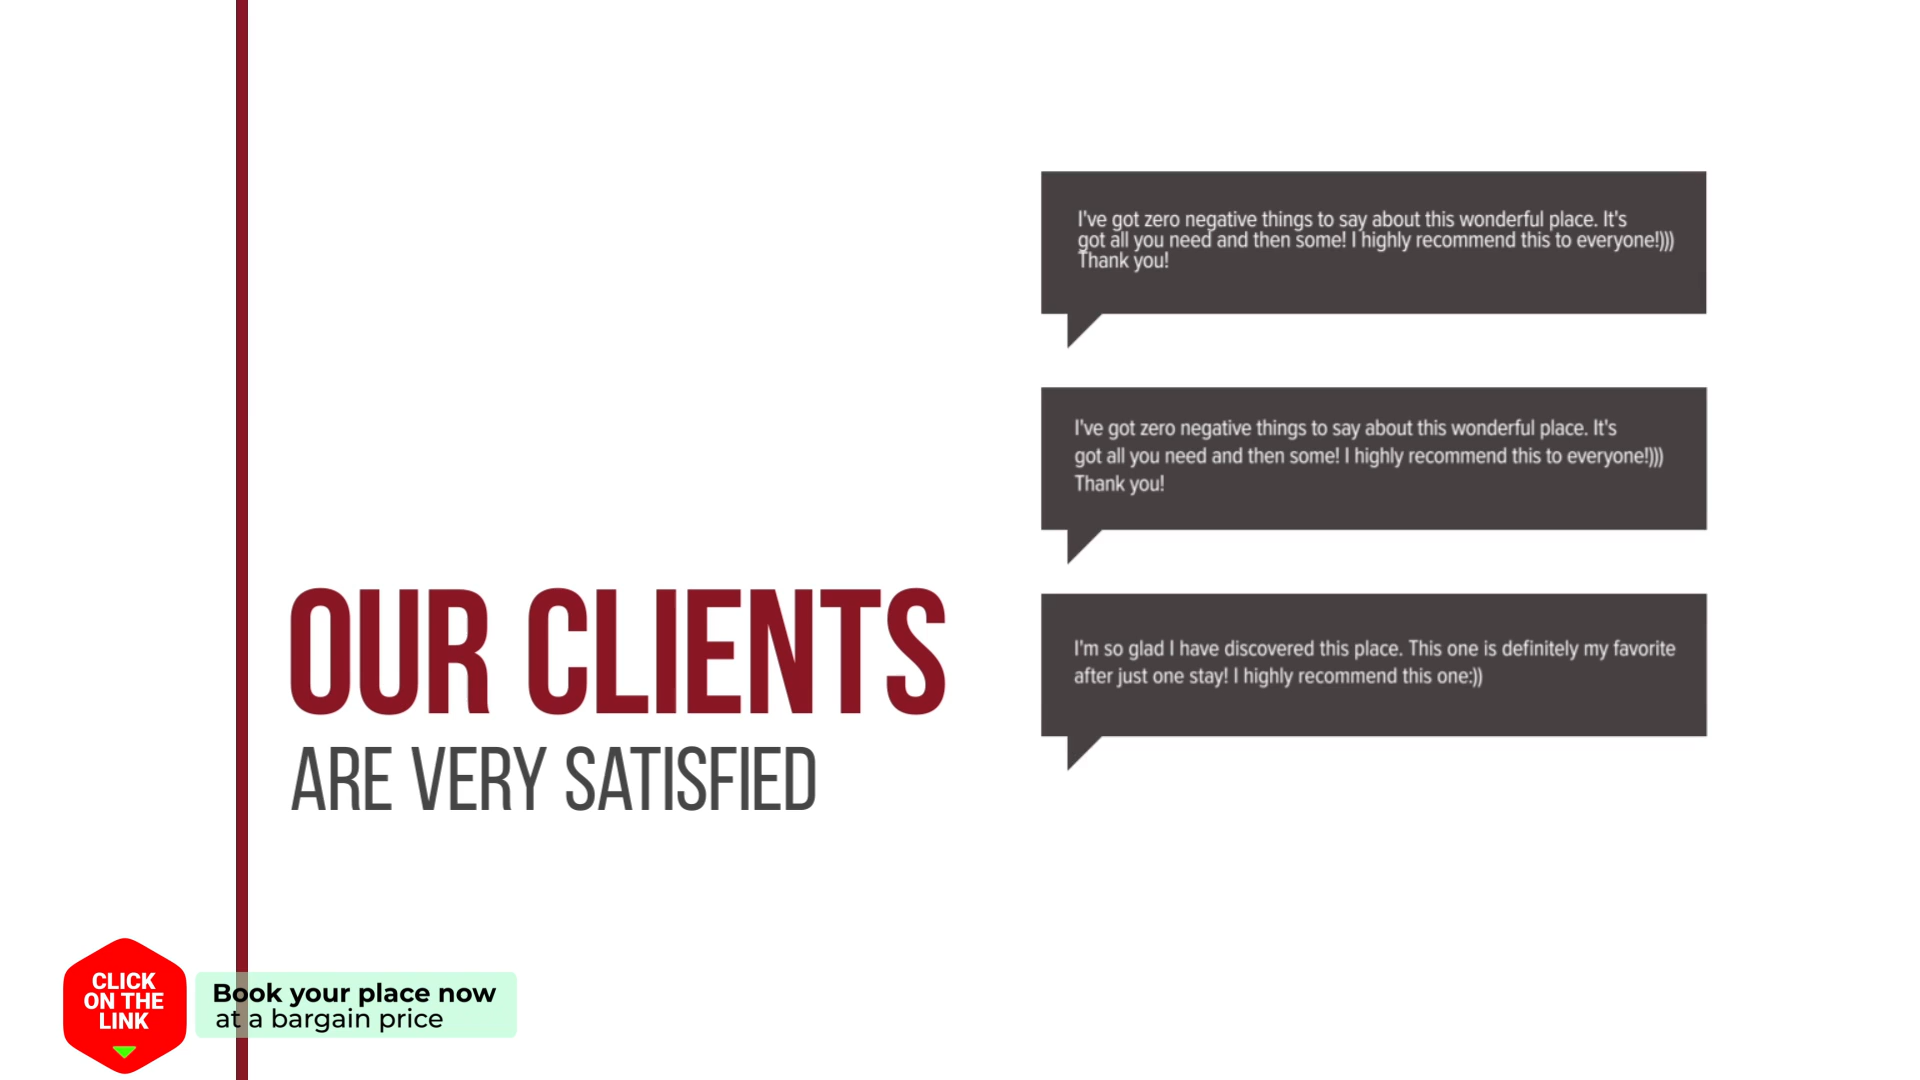 I've got zero negative things to say about this wonderful place. It's
got all you need and then some! I highly recommend this to everyone!)))
Thank you!
I've got zero negative things to say about this wonderful place. It's
got all you need and then some! I highly recommend this to everyone!)))
Thank you!
I'm so glad I have discovered this place. This one is definitely my favorite
after just one stay! I highly recommend this one:))
OUR CLIENTS
ARE VERY SATISFIED
CLICK
ON THE
LINK
Book your place now
at a bargain price